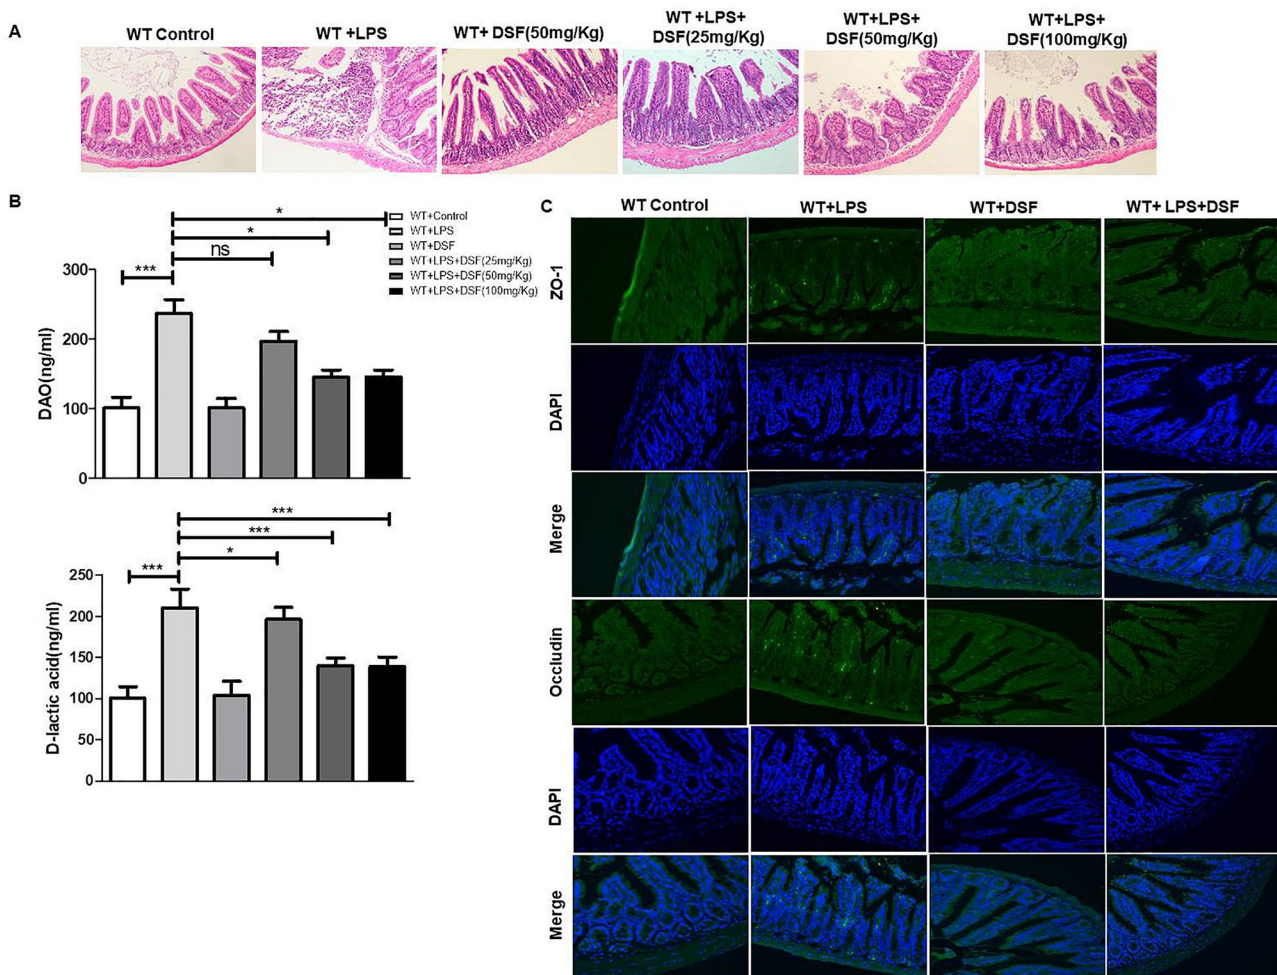 A
WT Control
WT +LPS
WT+ DSF(50mg/Kg)
WT +LPS+
DSF(25mg/Kg)
WT+LPS+
DSF(50mg/Kg)
WT+LPS+
DSF(100mg/Kg)
B
*
*
ns
***
WT+Control
WT+LPS
WT+DSF
WT+LPS+DSF(25mg/Kg)
WT+LPS+DSF(50mg/Kg)
WT+LPS+DSF(100mg/Kg)
DAO(ng/ml)
300
200
100
0
***
***
*
***
D-lactic acid(ng/ml)
250
200
150
100
50
0
C
WT Control
WT+LPS
WT+DSF
WT+ LPS+DSF
ZO-1
DAPI
Merge
Occludin
DAPI
Merge